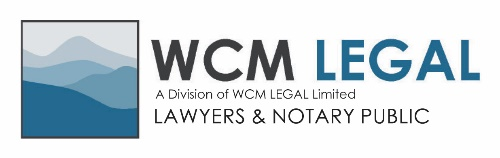 WCM LEGAL
A Division of WCM LEGAL Limited
LAWYERS & NOTARY PUBLIC